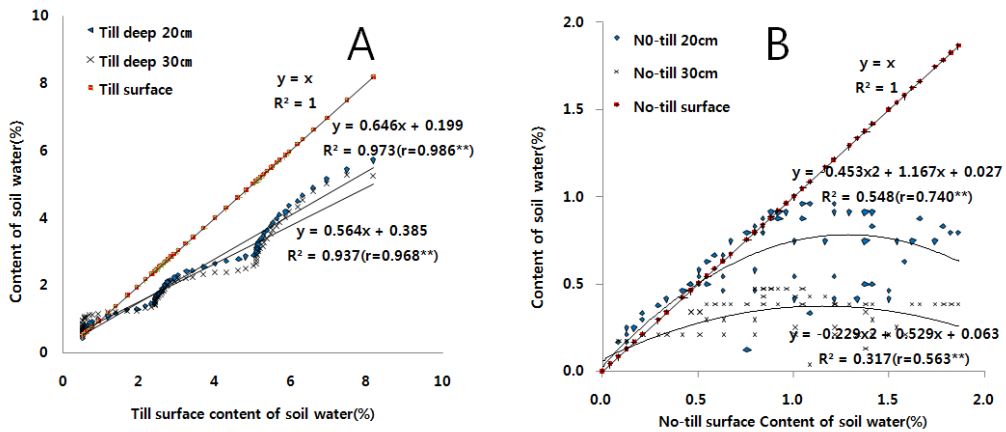 10
8
6
4
2
0
Content of soil water(%)
Till deep 20㎝
Till deep 30㎝
Till surface
A
y = x
R² = 1
y = 0.646x + 0.199
R² = 0.973(r=0.986**)
y = 0.564x + 0.385
R² = 0.937(r=0.968**)
0 2 4 6 8 10
Till surface content of soil water(%)
2.0
1.5
1.0
0.5
0.0
Content of soil water(%)
N0-till 20cm
No-till 30cm
No-till surface
B
y = x
R² = 1
y = -0.453x2 + 1.167x + 0.027
R² = 0.548(r=0.740**)
y = -0.229x2 + 0.529x + 0.063
R² = 0.317(r=0.563**)
0.0 0.5 1.0 1.5 2.0
No-till surface Content of soil water(%)